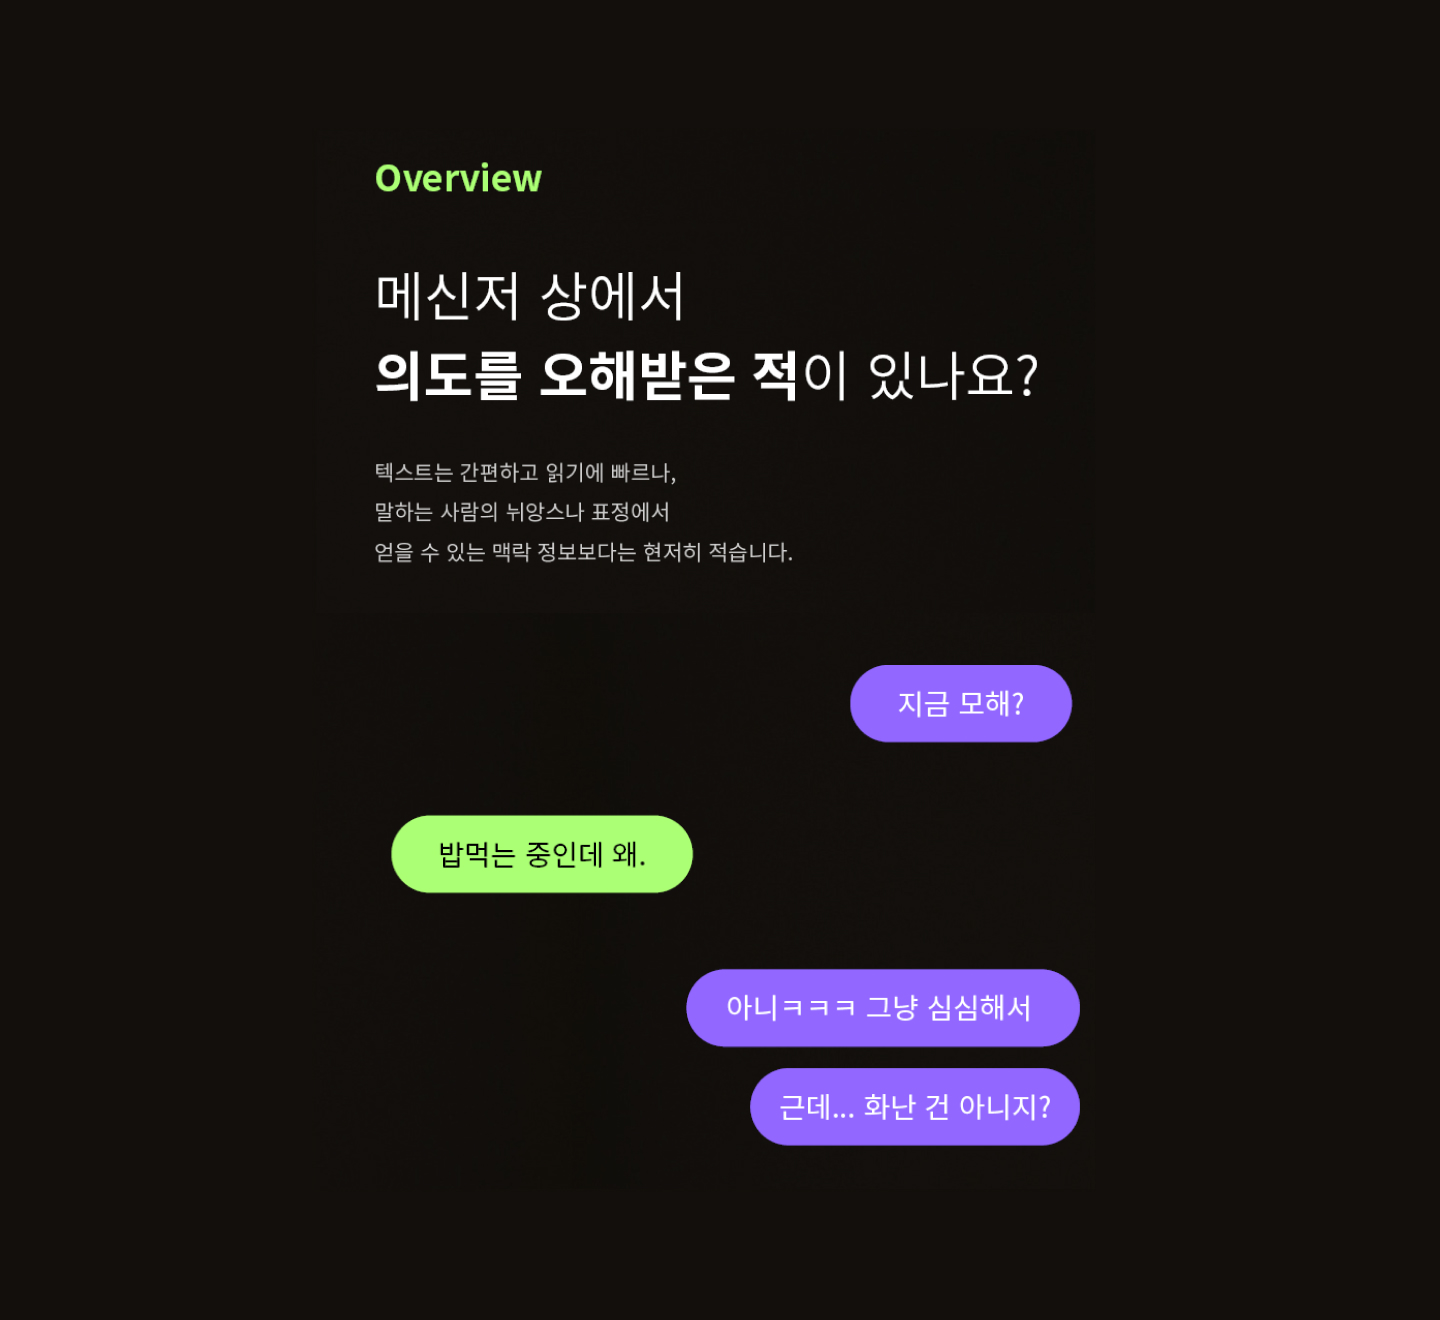 Overview
메신저 상에서
의도를 오해받은 적이 있나요?
텍스트는 간편하고 읽기에 빠르나,
말하는 사람의 뉘앙스나 표정에서
얻을 수 있는 맥락 정보보다는 현저히 적습니다.
지금 모해?
밥먹는 중인데 왜.
아니ㅋㅋㅋ 그냥 심심해서
근데... 화난 건 아니지?